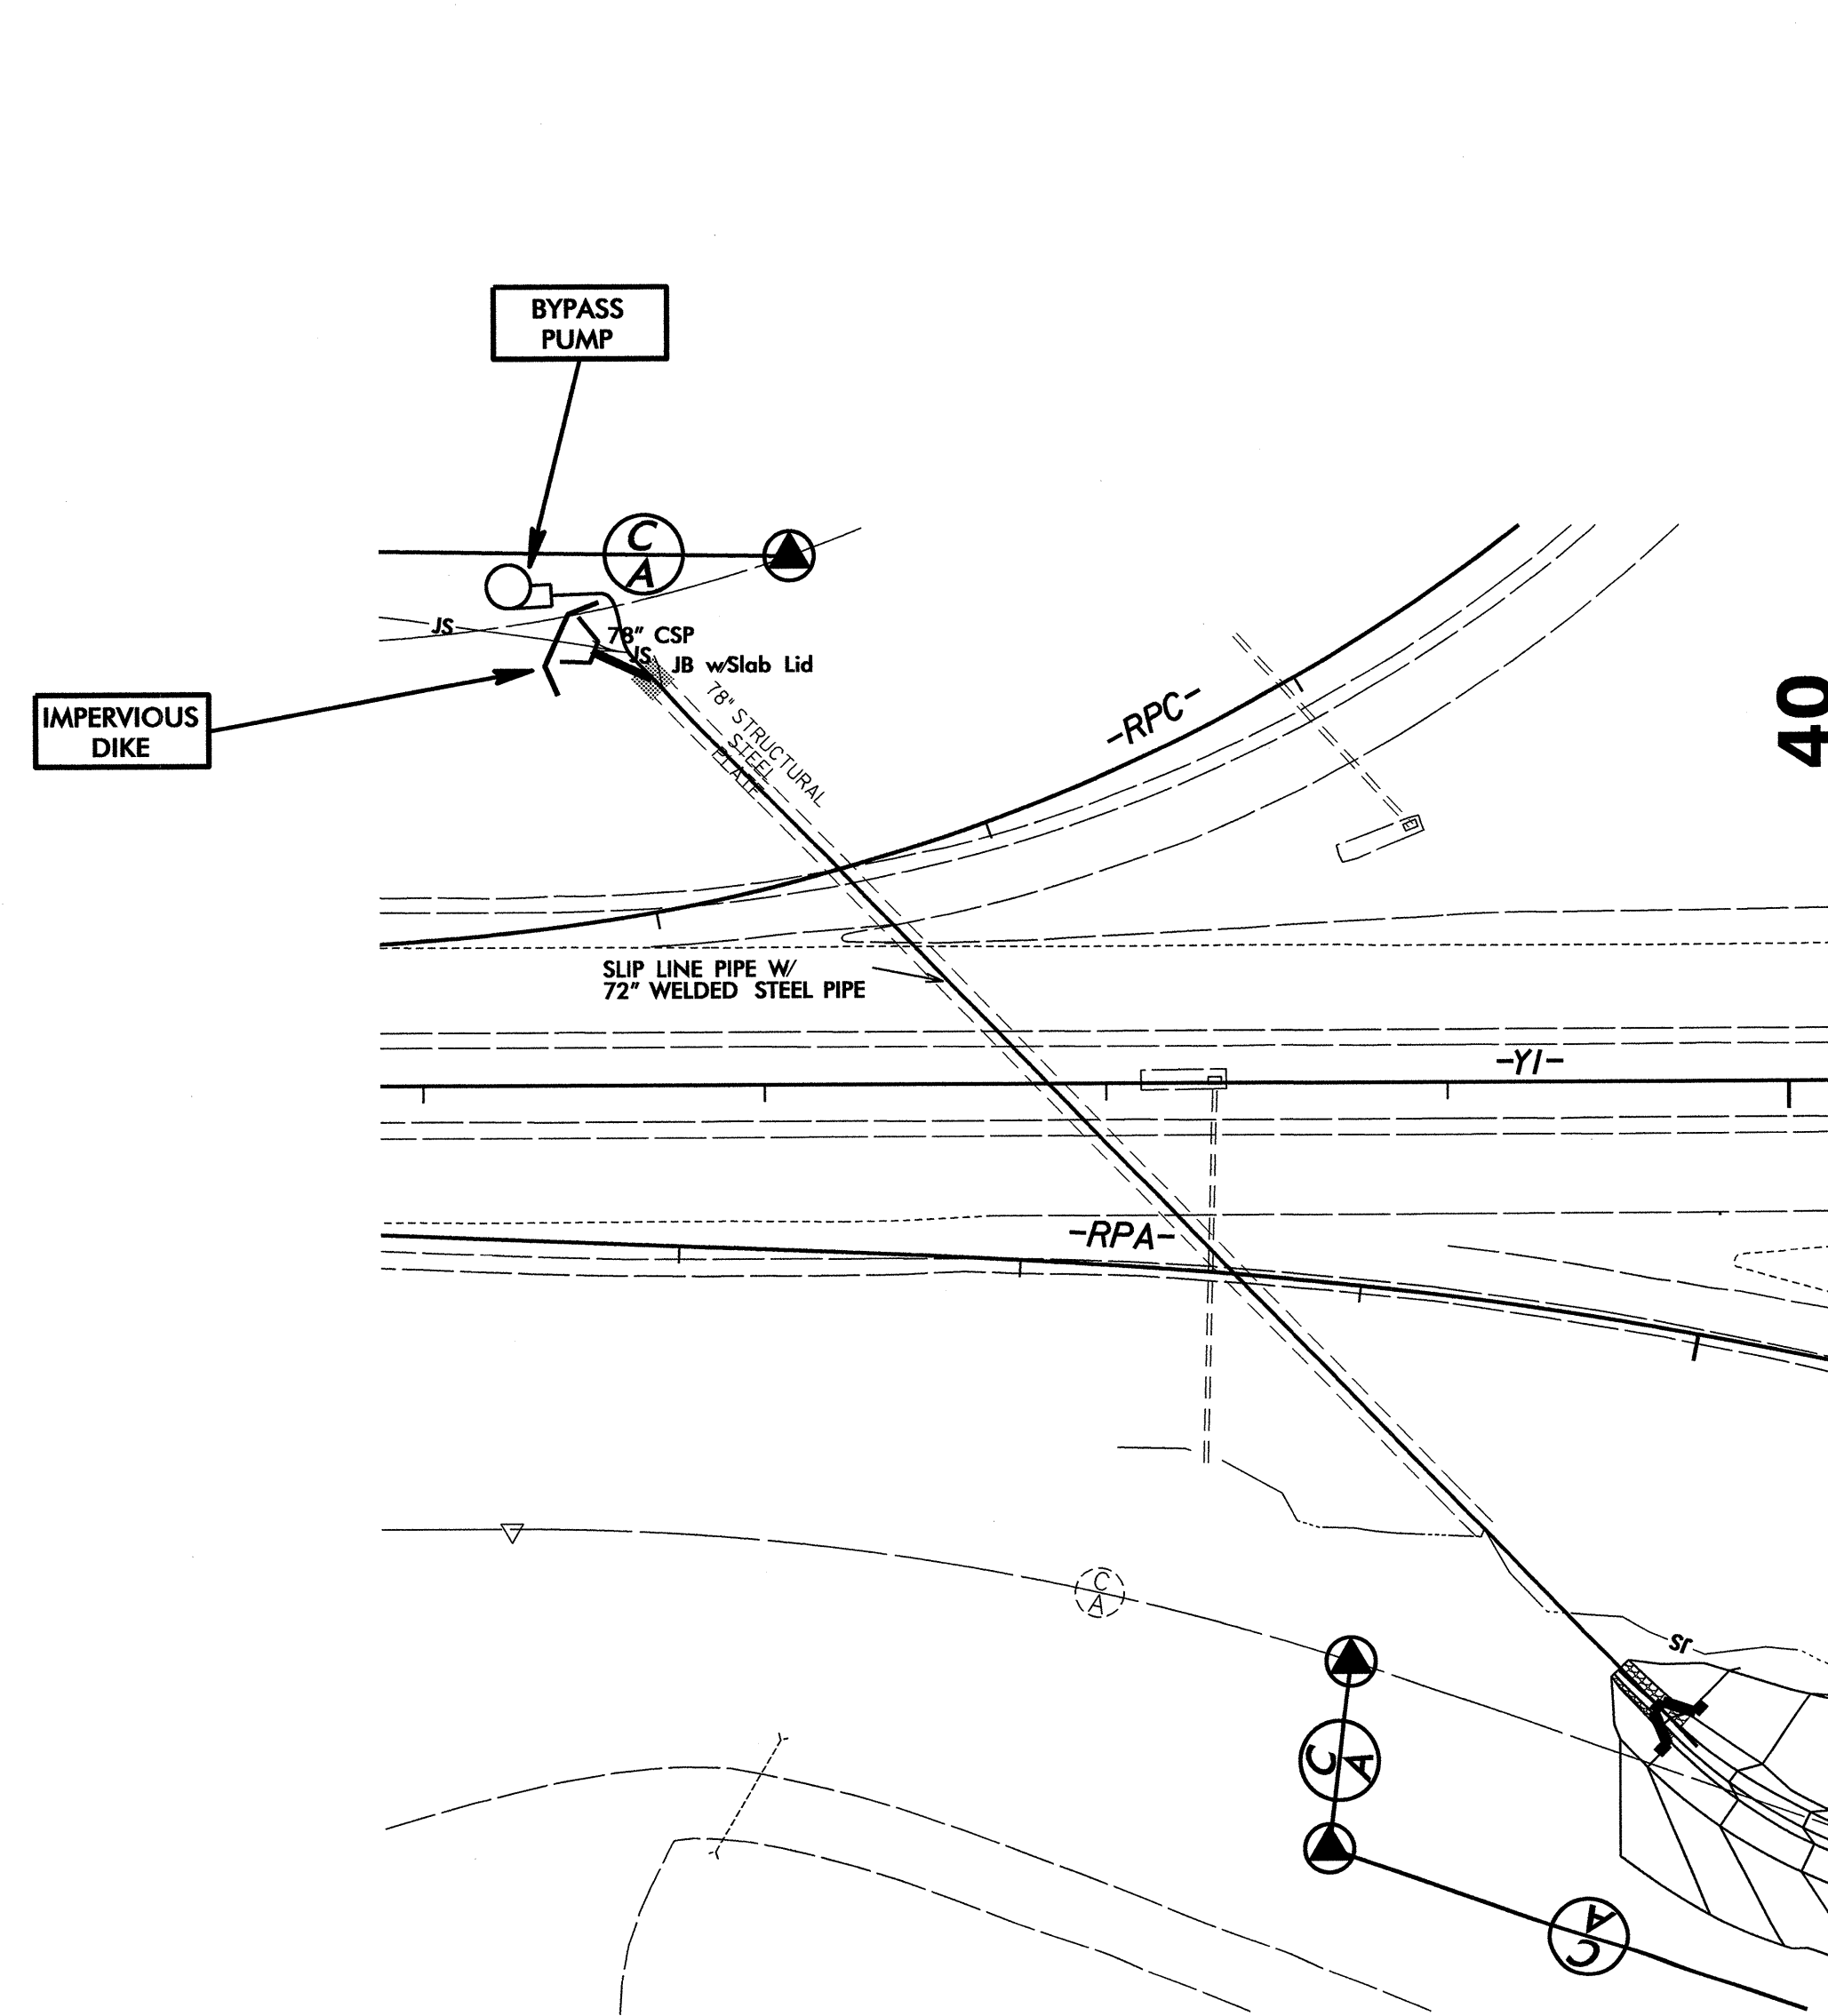 BYPASS
PUMP
C
A
JS
78" CSP
JS
JB w/Slab Lid
IMPERVIOUS
DIKE
78" STRUCTURAL
STEEL
PLATE
-RPC-
40
SLIP LINE PIPE W/
72" WELDED STEEL PIPE
-Y1-
-RPA-
C
A
JS
C
A
C
A